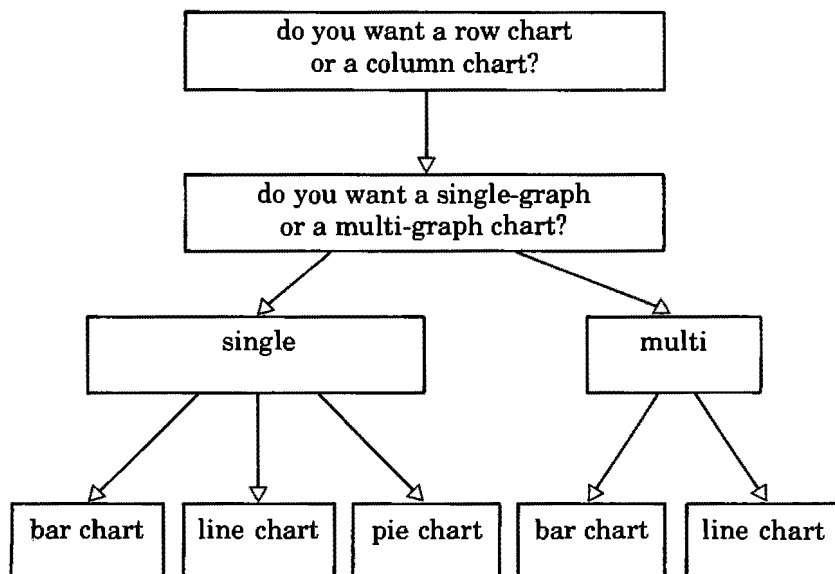 do you want a row chart
or a column chart?
do you want a single-graph
or a multi-graph chart?
single
multi
bar chart
line chart
pie chart
bar chart
line chart